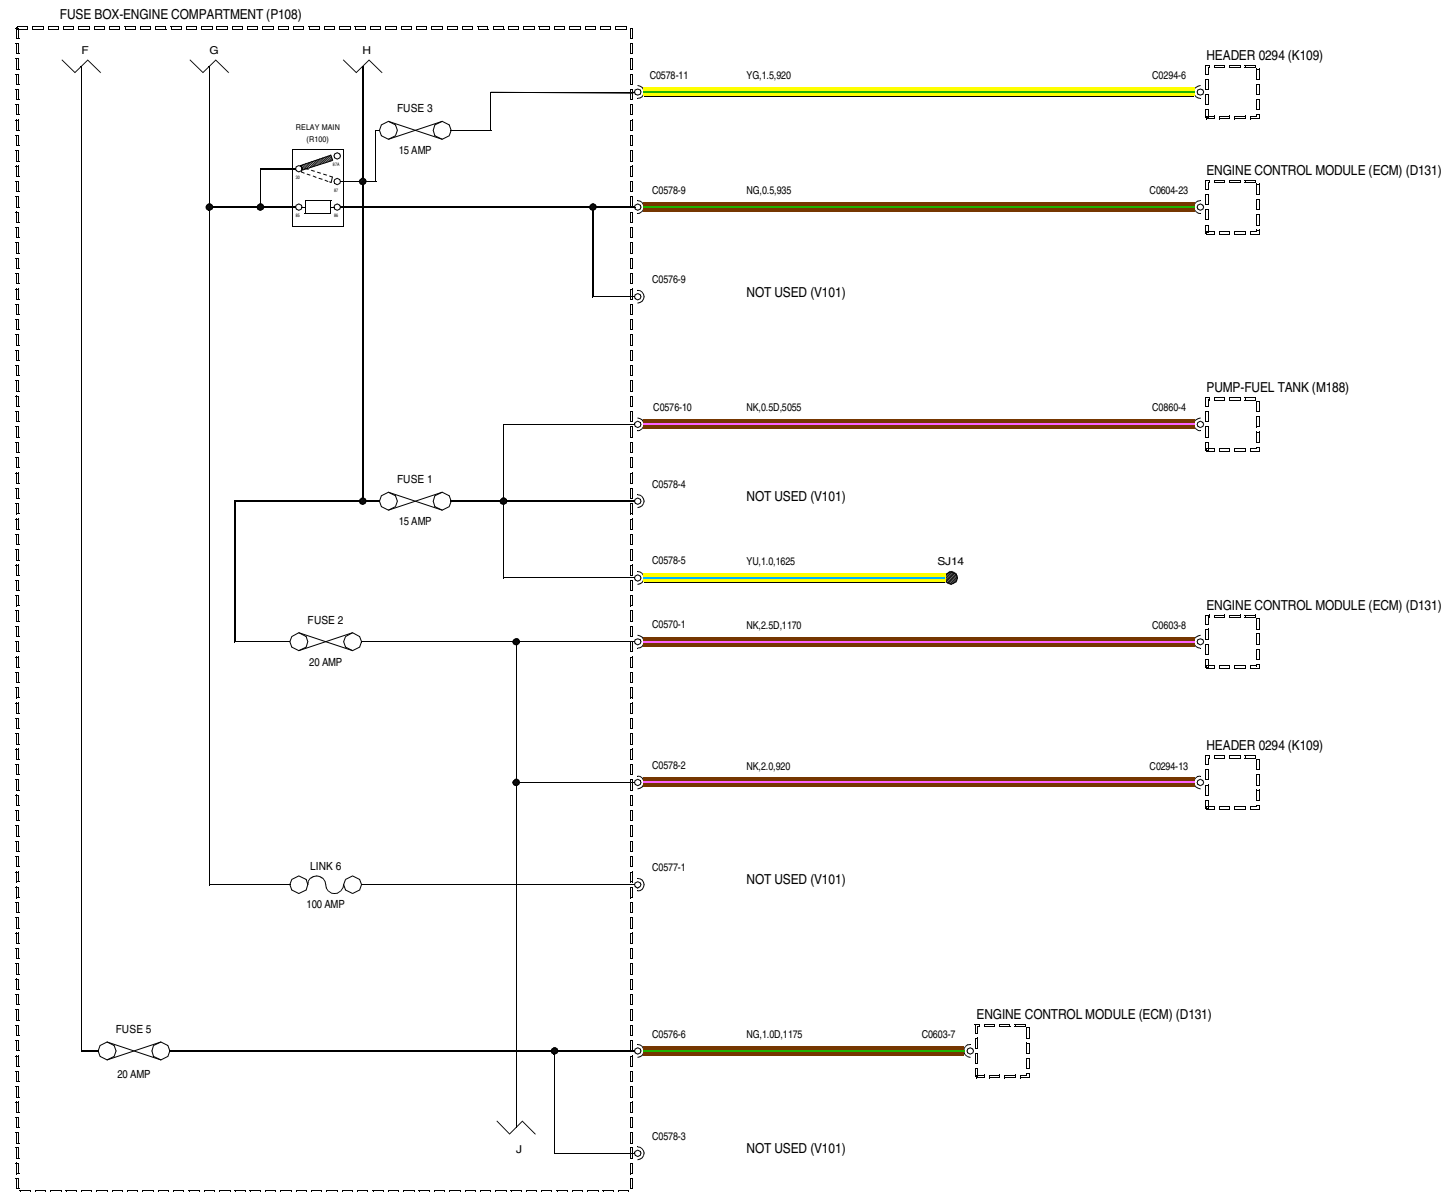 FUSE BOX-ENGINE COMPARTMENT (P108)
F
G
H
HEADER 0294 (K109)
C0578-11
YG,1.5,920
C0294-6
FUSE 3
15 AMP
RELAY MAIN
(R100)
87A
30
87
85
86
ENGINE CONTROL MODULE (ECM) (D131)
C0578-9
NG,0.5,935
C0604-23
C0576-9
NOT USED (V101)
PUMP-FUEL TANK (M188)
C0576-10
NK,0.5D,5055
C0860-4
FUSE 1
15 AMP
C0578-4
NOT USED (V101)
C0578-5
YU,1.0,1625
SJ14
ENGINE CONTROL MODULE (ECM) (D131)
FUSE 2
20 AMP
C0570-1
NK,2.5D,1170
C0603-8
HEADER 0294 (K109)
C0578-2
NK,2.0,920
C0294-13
LINK 6
100 AMP
C0577-1
NOT USED (V101)
ENGINE CONTROL MODULE (ECM) (D131)
FUSE 5
20 AMP
C0576-6
NG,1.0D,1175
C0603-7
J
C0578-3
NOT USED (V101)